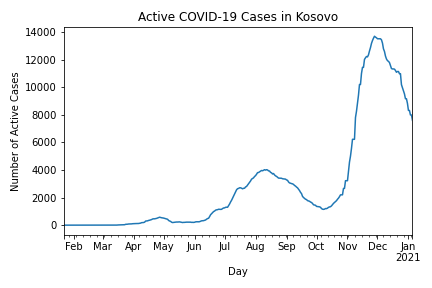 Active COVID-19 Cases in Kosovo
14000
12000
10000
8000
6000
4000
2000
0
Number of Active Cases
Feb Mar Apr May Jun Jul Aug Sep Oct Nov Dec Jan
2021
Day